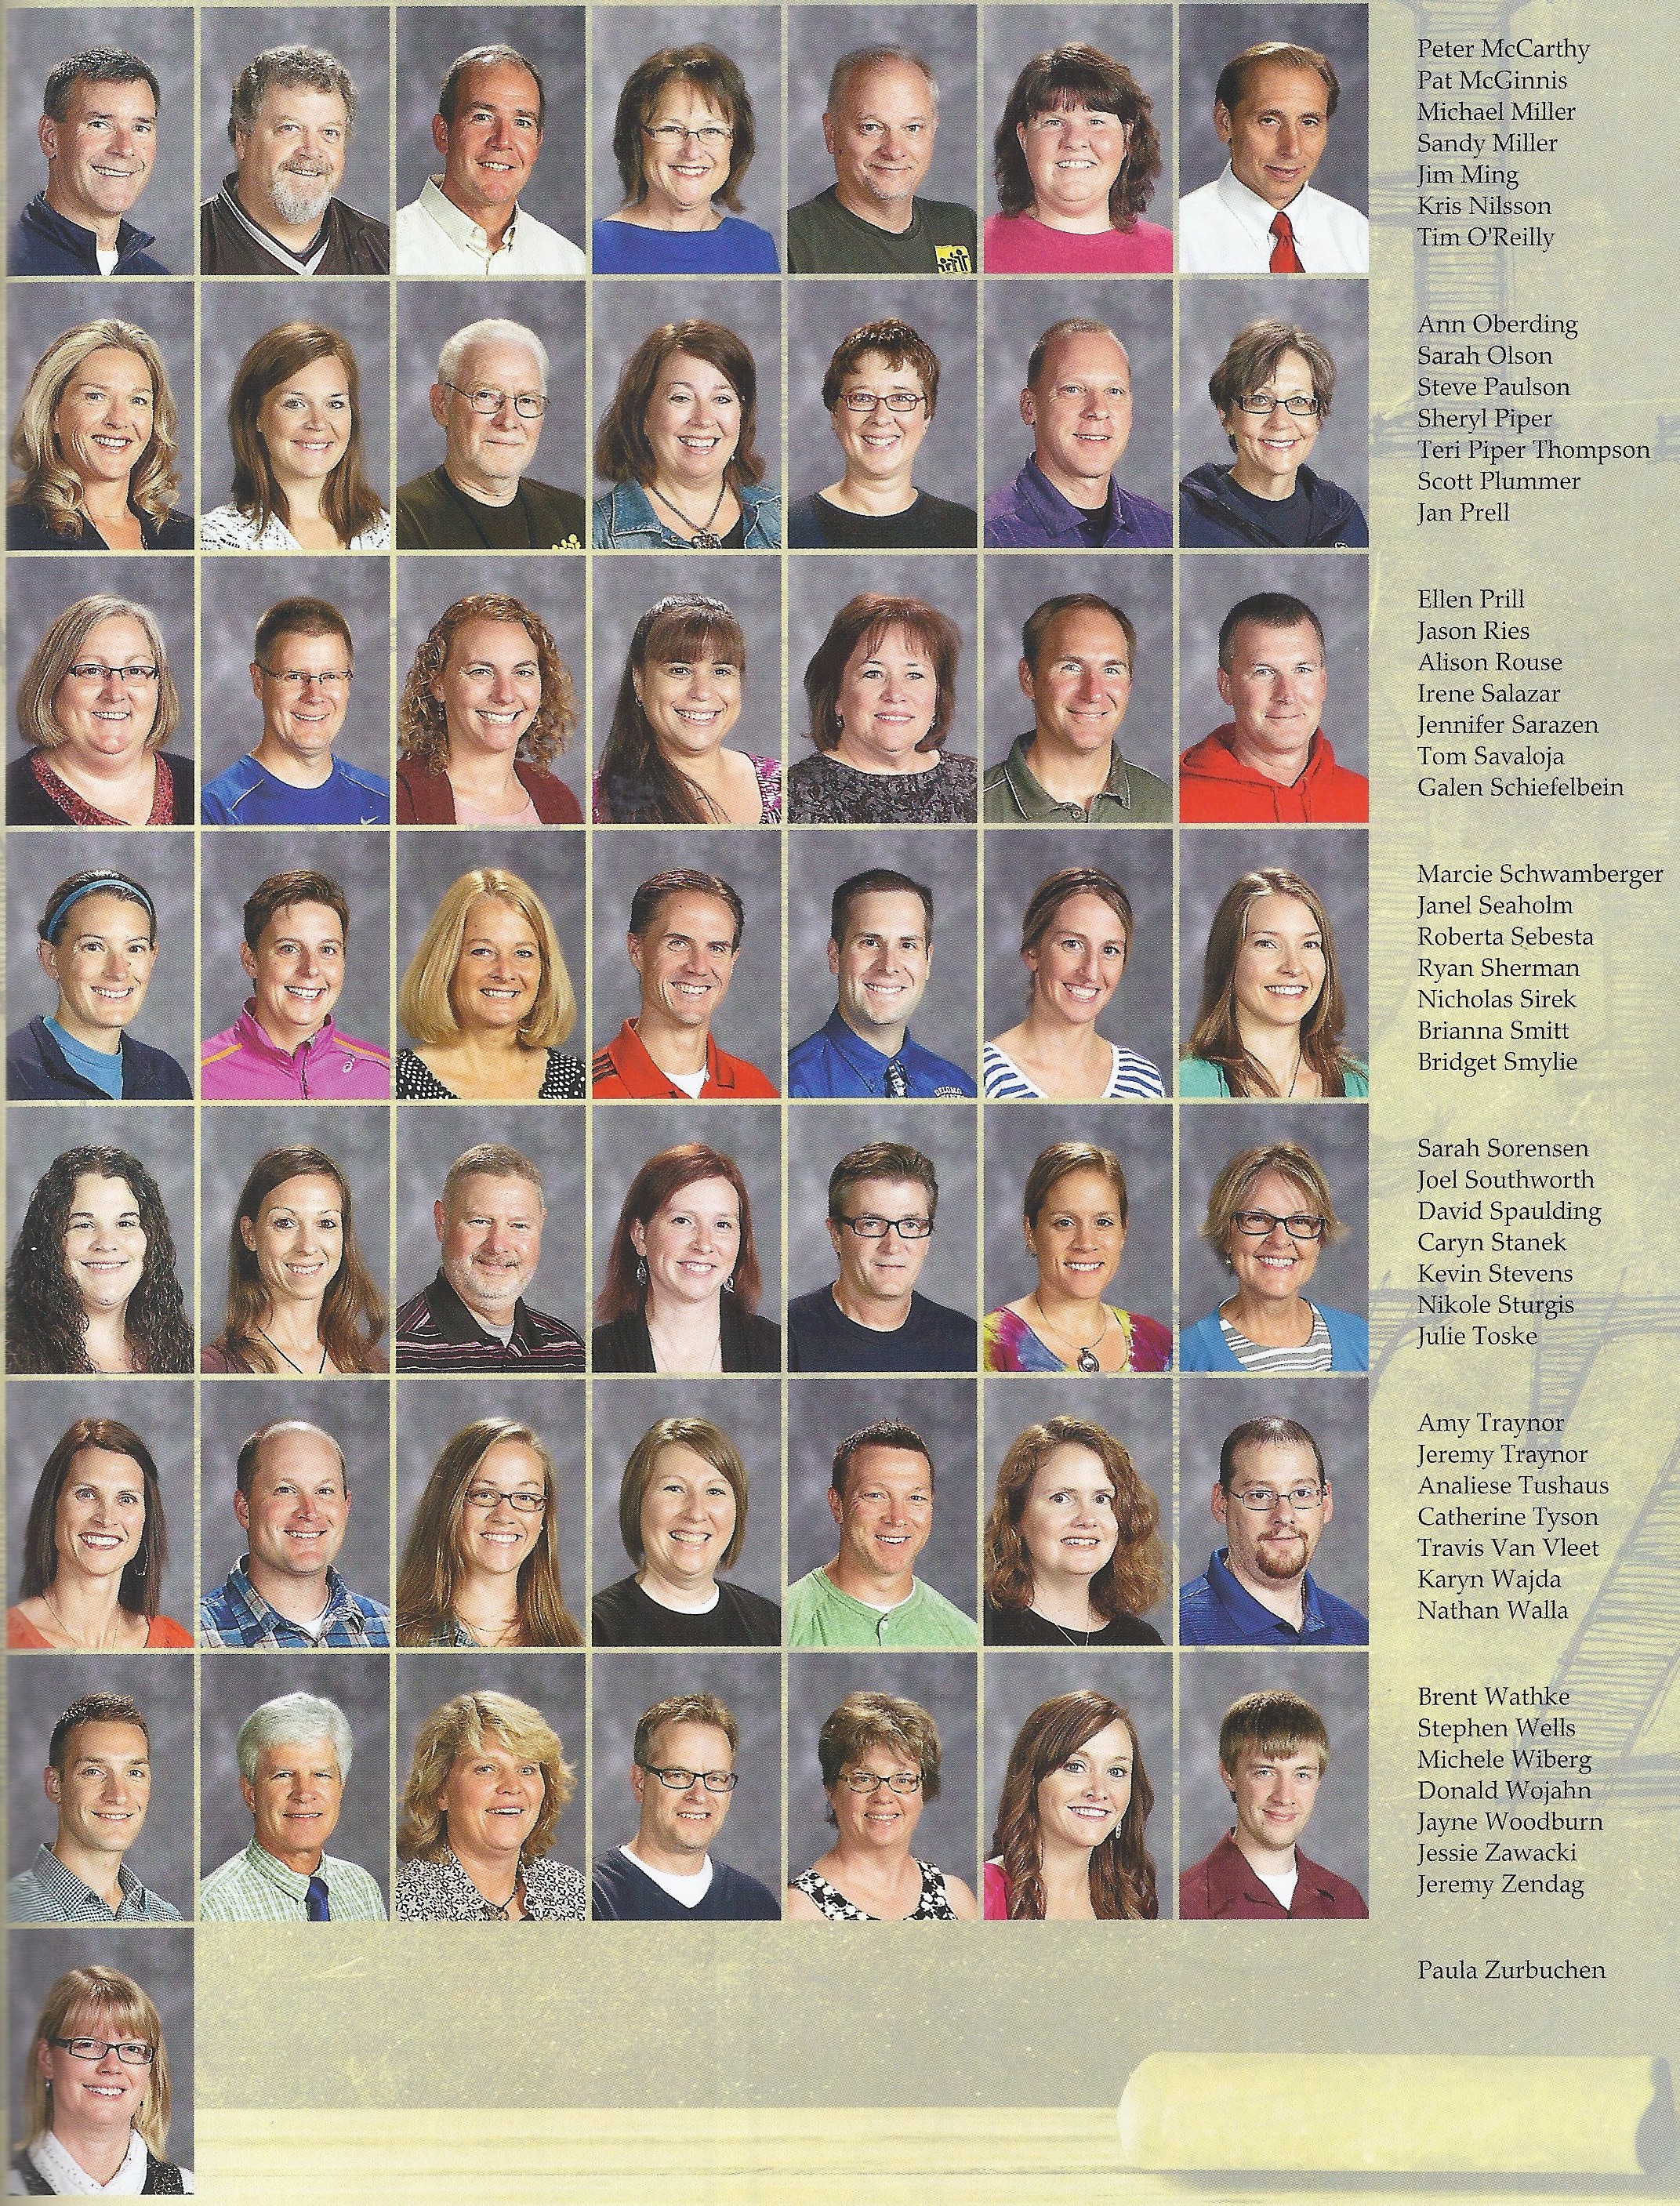 Peter McCarthy
Pat McGinnis
Michael Miller
Sandy Miller
Jim Ming
Kris Nilsson
Tim O'Reilly
Ann Oberding
Sarah Olson
Steve Paulson
Sheryl Piper
Teri Piper Thompson
Scott Plummer
Jan Prell
Ellen Prill
Jason Ries
Alison Rouse
Irene Salazar
Jennifer Sarazen
Tom Savaloja
Galen Schiefelbein
Marcie Schwamberger
Janel Seaholm
Roberta Sebesta
Ryan Sherman
Nicholas Sirek
Brianna Smitt
Bridget Smylie
Sarah Sorensen
Joel Southworth
David Spaulding
Caryn Stanek
Kevin Stevens
Nikole Sturgis
Julie Toske
Amy Traynor
Jeremy Traynor
Analiese Tushaus
Catherine Tyson
Travis Van Vleet
Karyn Wajda
Nathan Walla
Brent Wathke
Stephen Wells
Michele Wiberg
Donald Wojahn
Jayne Woodburn
Jessie Zawacki
Jeremy Zendag
Paula Zurbuchen